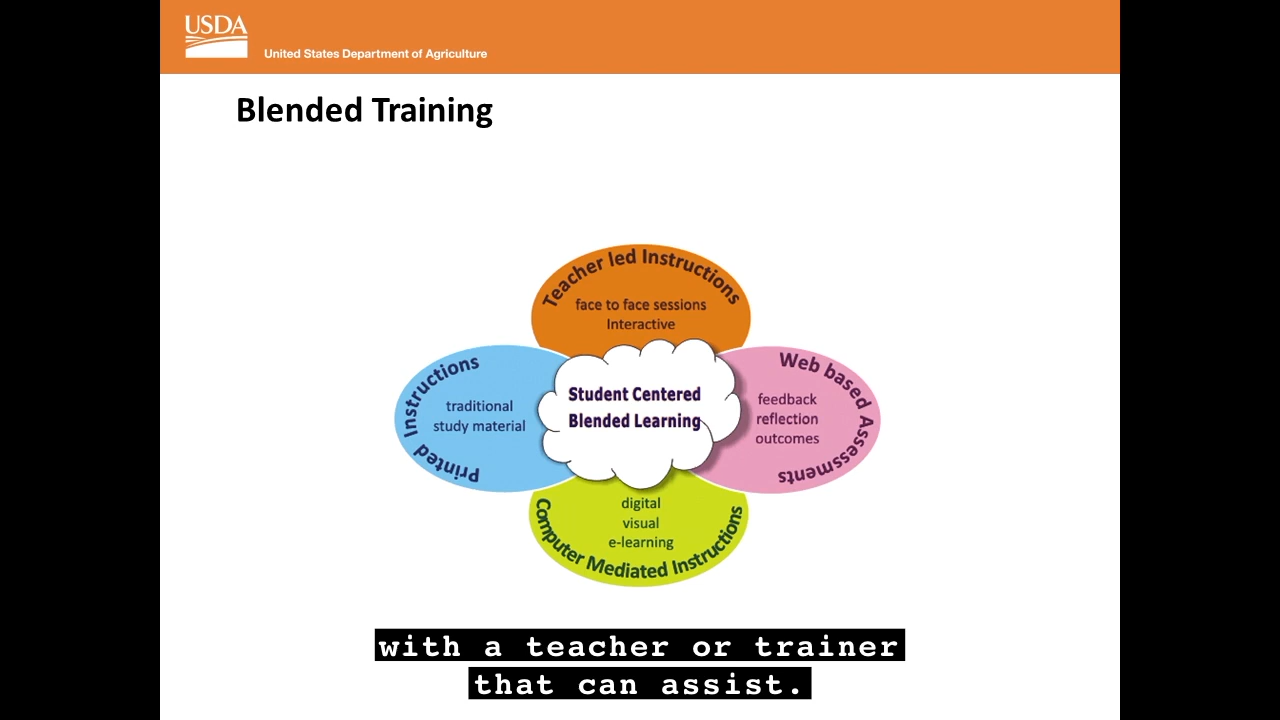 USDA
United States Department of Agriculture
Blended Training
Teacher led Instructions
face to face sessions
Interactive
Printed Instructions
traditional
study material
Student Centered
Blended Learning
Web based Assessments
feedback
reflection
outcomes
digital
visual
e-learning
Computer Mediated Instructions
with a teacher or trainer
that can assist.